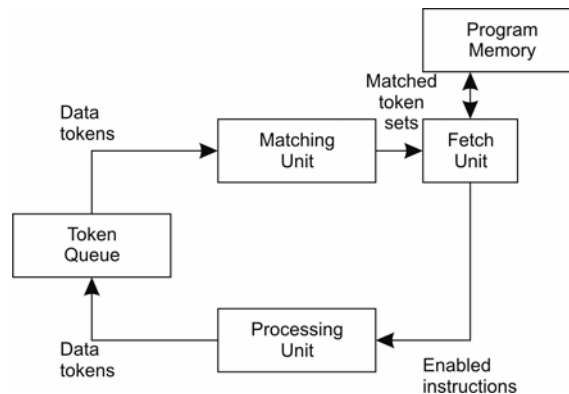 Program
Memory
Matched
token
sets
Data
tokens
Matching
Unit
Fetch
Unit
Token
Queue
Processing
Unit
Data
tokens
Enabled
instructions